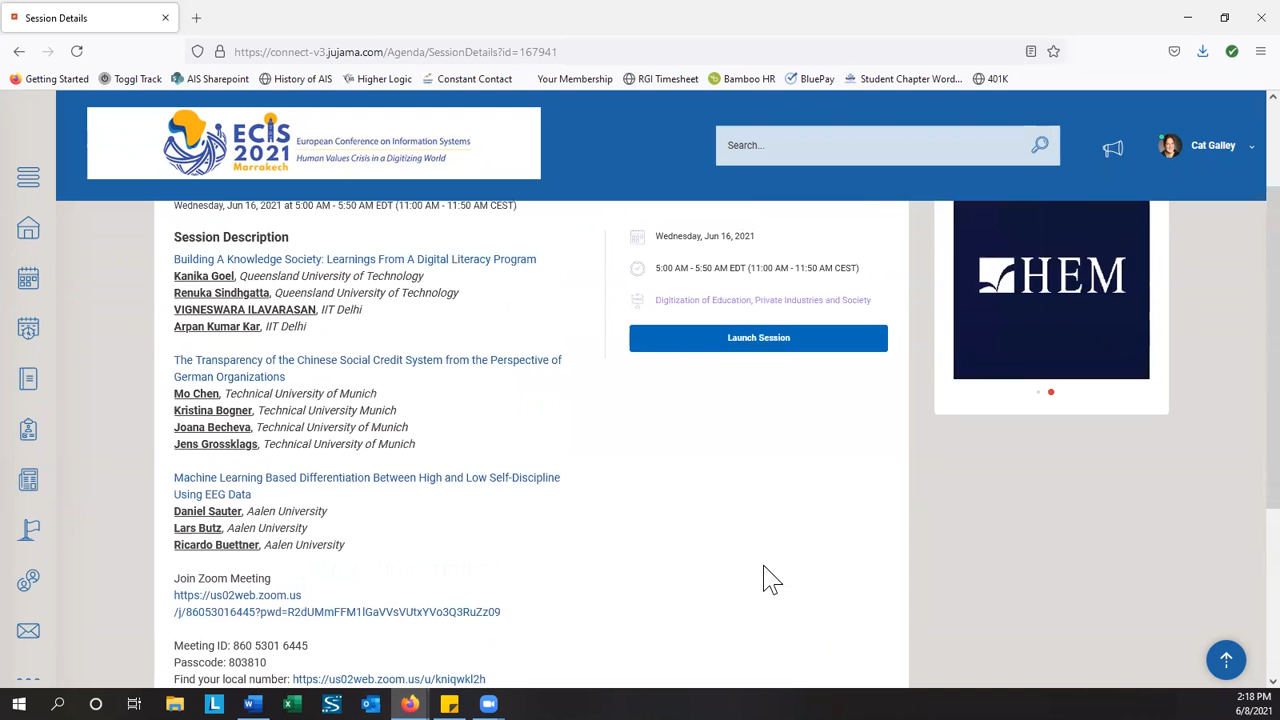 Session Details
https://connect-v3.jujama.com/Agenda/SessionDetails?id=167941
Getting Started Toggl Track AIS Sharepoint History of AIS Higher Logic Constant Contact Your Membership RGI Timesheet Bamboo HR BluePay Student Chapter Wor... 401K
ECIS
2021
Marrakech
European Conference on Information Systems
Human Values Crisis in a Digitizing World
Search...
Cat Galley
Wednesday, Jun 16, 2021 at 5:00 AM - 5:50 AM EDT (11:00 AM - 11:50 AM CEST)
Session Description
Building A Knowledge Society: Learnings From A Digital Literacy Program
Kanika Goel, Queensland University of Technology
Renuka Sindhgatta, Queensland University of Technology
VIGNESWARA ILAVARASAN, IIT Delhi
Arpan Kumar Kar, IIT Delhi
The Transparency of the Chinese Social Credit System from the Perspective of
German Organizations
Mo Chen, Technical University of Munich
Kristina Bogner, Technical University Munich
Joana Becheva, Technical University of Munich
Jens Grossklags, Technical University of Munich
Machine Learning Based Differentiation Between High and Low Self-Discipline
Using EEG Data
Daniel Sauter, Aalen University
Lars Butz, Aalen University
Ricardo Buettner, Aalen University
Join Zoom Meeting
https://us02web.zoom.us
/j/86053016445?pwd=R2dUMmFFM1lGaVVsVUtxYVo3Q3RuZz09
Meeting ID: 860 5301 6445
Passcode: 803810
Find your local number: https://us02web.zoom.us/u/kniqwkl2h
Wednesday, Jun 16, 2021
5:00 AM - 5:50 AM EDT (11:00 AM - 11:50 AM CEST)
Digitization of Education, Private Industries and Society
Launch Session
HEM
2:18 PM
6/8/2021